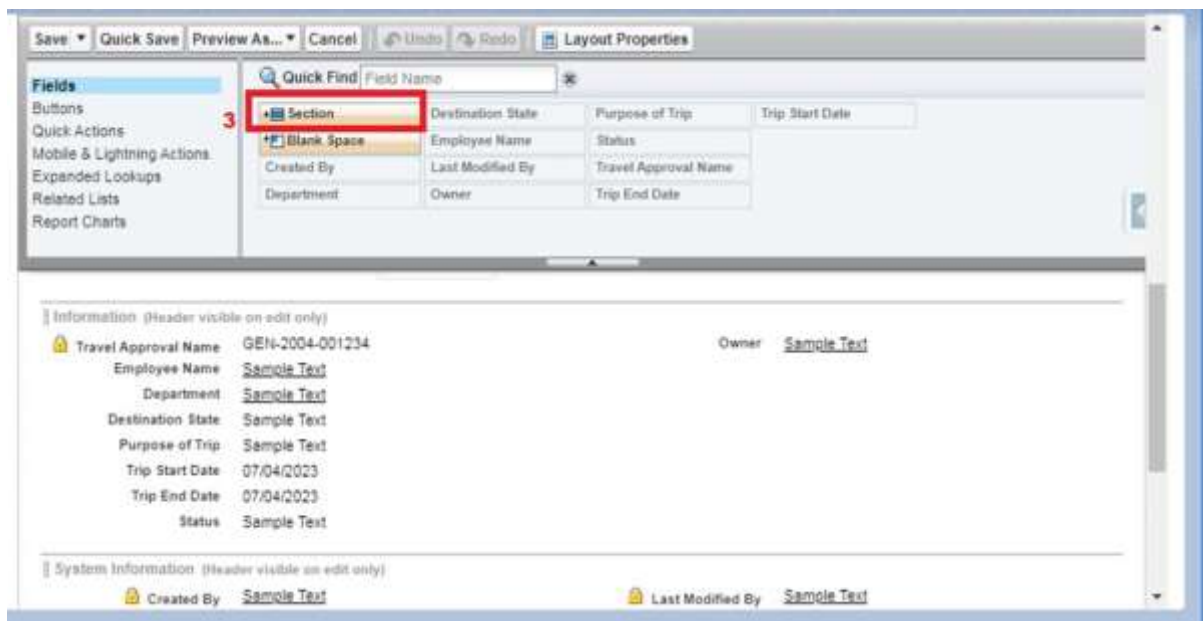 Save Quick Save Preview As... Cancel Undo Redo Layout Properties
Fields
Buttons
Quick Actions
Mobile & Lightning Actions
Expanded Lookups
Related Lists
Report Charts
Quick Find Field Name
3
Section Destination State Purpose of Trip Trip Start Date
Blank Space Employee Name Status
Created By Last Modified By Travel Approval Name
Department Owner Trip End Date
Information (Header visible on edit only)
Travel Approval Name GEN-2004-001234 Owner Sample Text
Employee Name Sample Text
Department Sample Text
Destination State Sample Text
Purpose of Trip Sample Text
Trip Start Date 07/04/2023
Trip End Date 07/04/2023
Status Sample Text
System Information (Header visible on edit only)
Created By Sample Text Last Modified By Sample Text